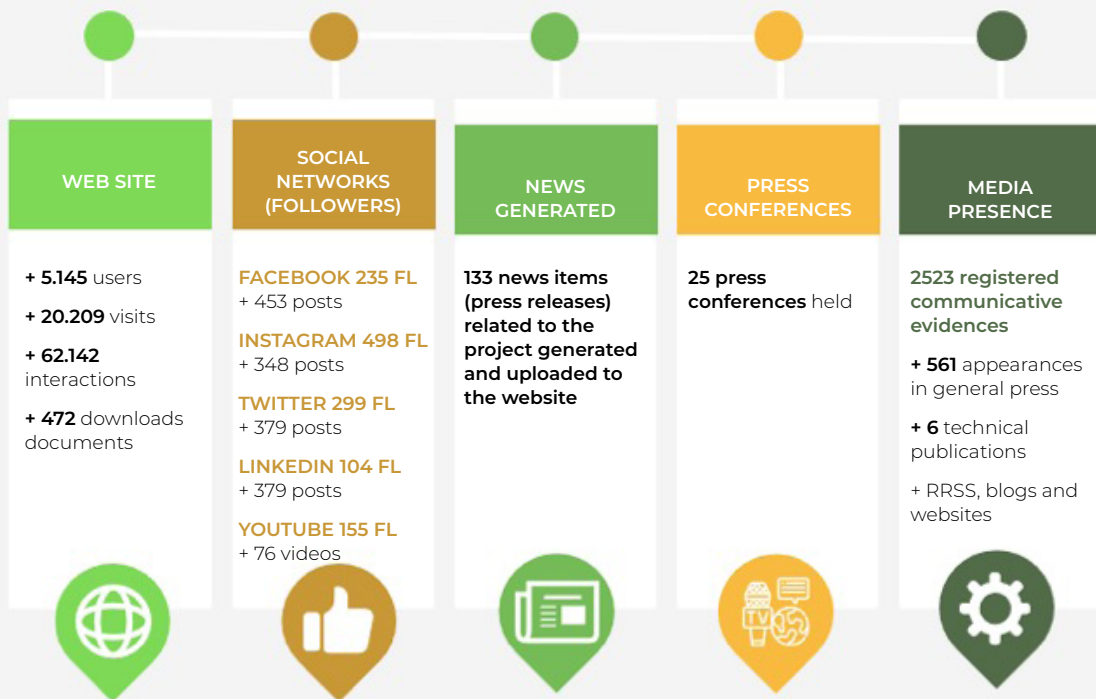 WEB SITE
+ 5.145 users
+ 20.209 visits
+ 62.142
interactions
+ 472 downloads
documents
SOCIAL
NETWORKS
(FOLLOWERS)
FACEBOOK 235 FL
+ 453 posts
INSTAGRAM 498 FL
+ 348 posts
TWITTER 299 FL
+ 379 posts
LINKEDIN 104 FL
+ 379 posts
YOUTUBE 155 FL
+ 76 videos
NEWS
GENERATED
133 news items
(press releases)
related to the
project generated
and uploaded to
the website
PRESS
CONFERENCES
25 press
conferences held
TV
MEDIA
PRESENCE
2523 registered
communicative
evidences
+ 561 appearances
in general press
+ 6 technical
publications
+ RRSS, blogs and
websites